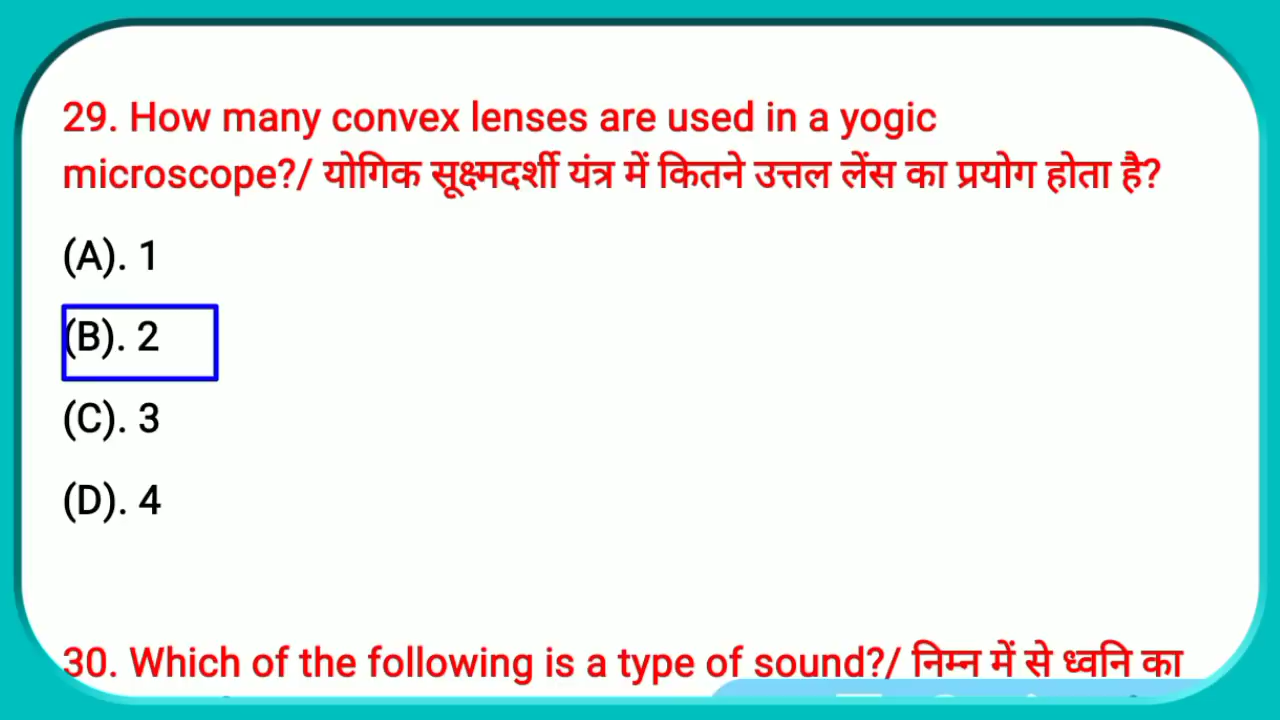 29. How many convex lenses are used in a yogic
microscope?/ योगिक सूक्ष्मदर्शी यंत्र में कितने उत्तल लेंस का प्रयोग होता है?
(A). 1
(B). 2
(C). 3
(D). 4
30. Which of the following is a type of sound?/ निम्न में से ध्वनि का